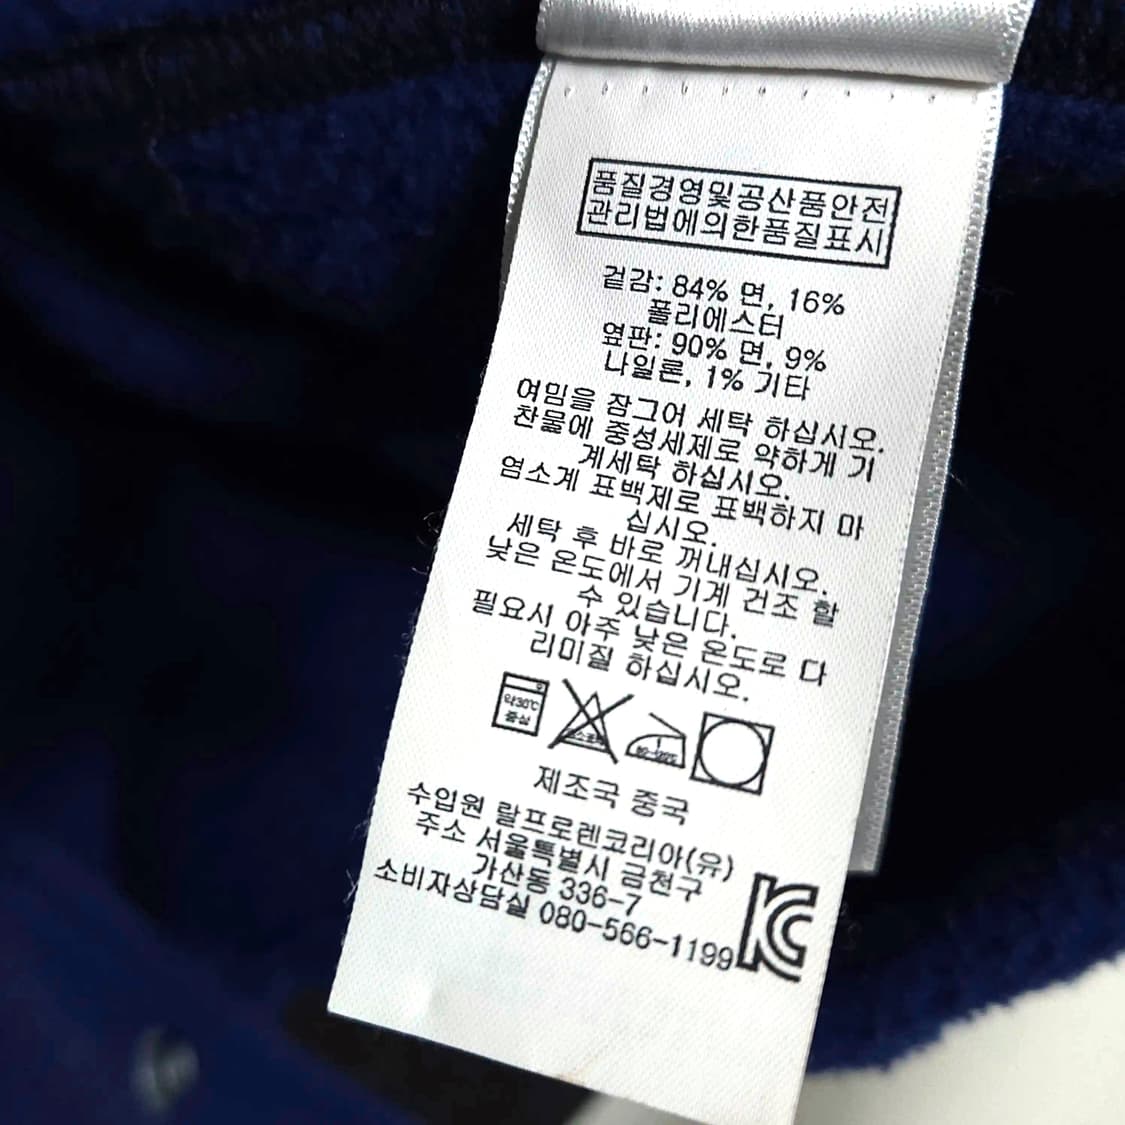 품질경영및공산품안전
관리법에의한품질표시
겉감: 84% 면, 16%
폴리에스터
옆판: 90% 면, 9%
나일론, 1% 기타
여밈을 잠그어 세탁 하십시오.
찬물에 중성세제로 약하게 기
계세탁 하십시오.
염소계 표백제로 표백하지 마
십시오.
세탁 후 바로 꺼내십시오.
낮은 온도에서 기계 건조 할
수 있습니다.
필요시 아주 낮은 온도로 다
리미질 하십시오.
약30℃
중성
80~120℃
제조국 중국
수입원 랄프로렌코리아(유)
주소 서울특별시 금천구
가산동 336-7
소비자상담실 080-566-1199